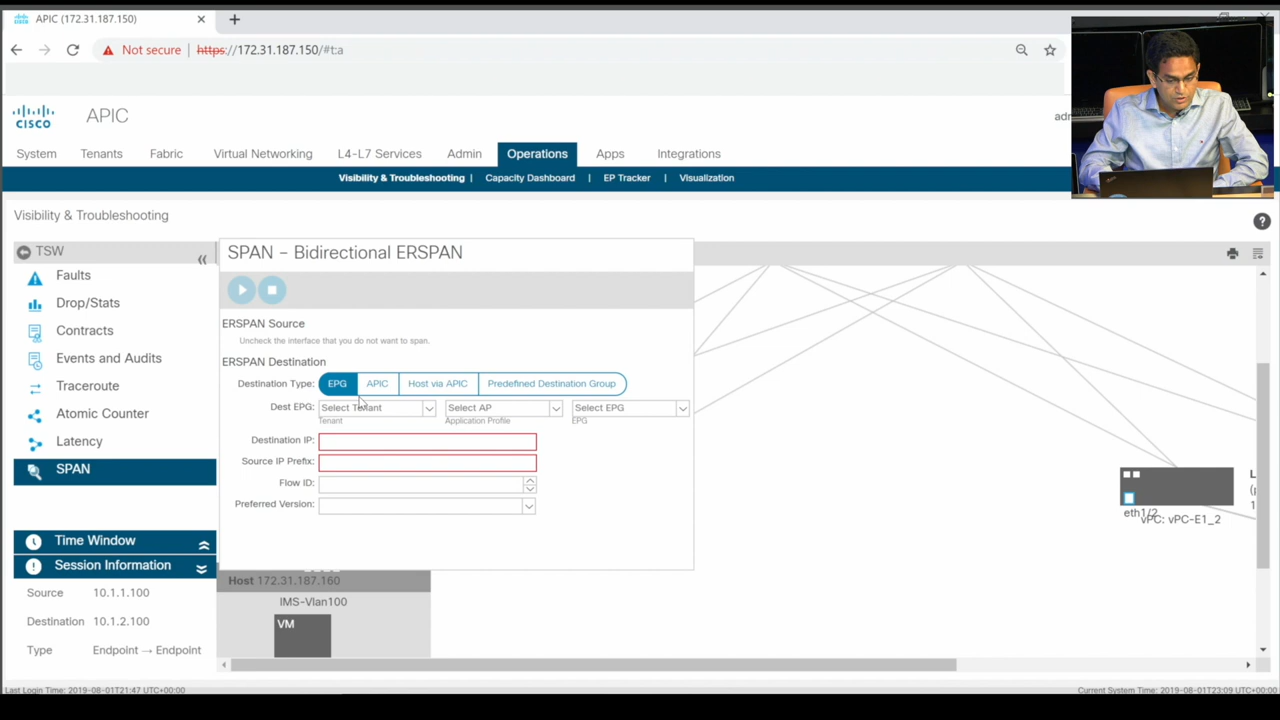 APIC (172.31.187.150)
Not secure | https://172.31.187.150/#t:a
CISCO
APIC
System Tenants Fabric Virtual Networking L4-L7 Services Admin Operations Apps Integrations
Visibility & Troubleshooting | Capacity Dashboard | EP Tracker | Visualization
Visibility & Troubleshooting
TSW
Faults
Drop/Stats
Contracts
Events and Audits
Traceroute
Atomic Counter
Latency
SPAN
Time Window
Session Information
Source 10.1.1.100
Destination 10.1.2.100
Type Endpoint → Endpoint
SPAN - Bidirectional ERSPAN
ERSPAN Source
Uncheck the interface that you do not want to span.
ERSPAN Destination
Destination Type: EPG APIC Host via APIC Predefined Destination Group
Dest EPG: Select Tenant Select AP Select EPG
Tenant Application Profile EPG
Destination IP:
Source IP Prefix:
Flow ID:
Preferred Version:
Host 172.31.187.160
IMS-Vlan100
VM
eth1/2
vPC: vPC-E1_2
Last Login Time: 2019-08-01T21:47 UTC+00:00
Current System Time: 2019-08-01T23:09 UTC+00:00